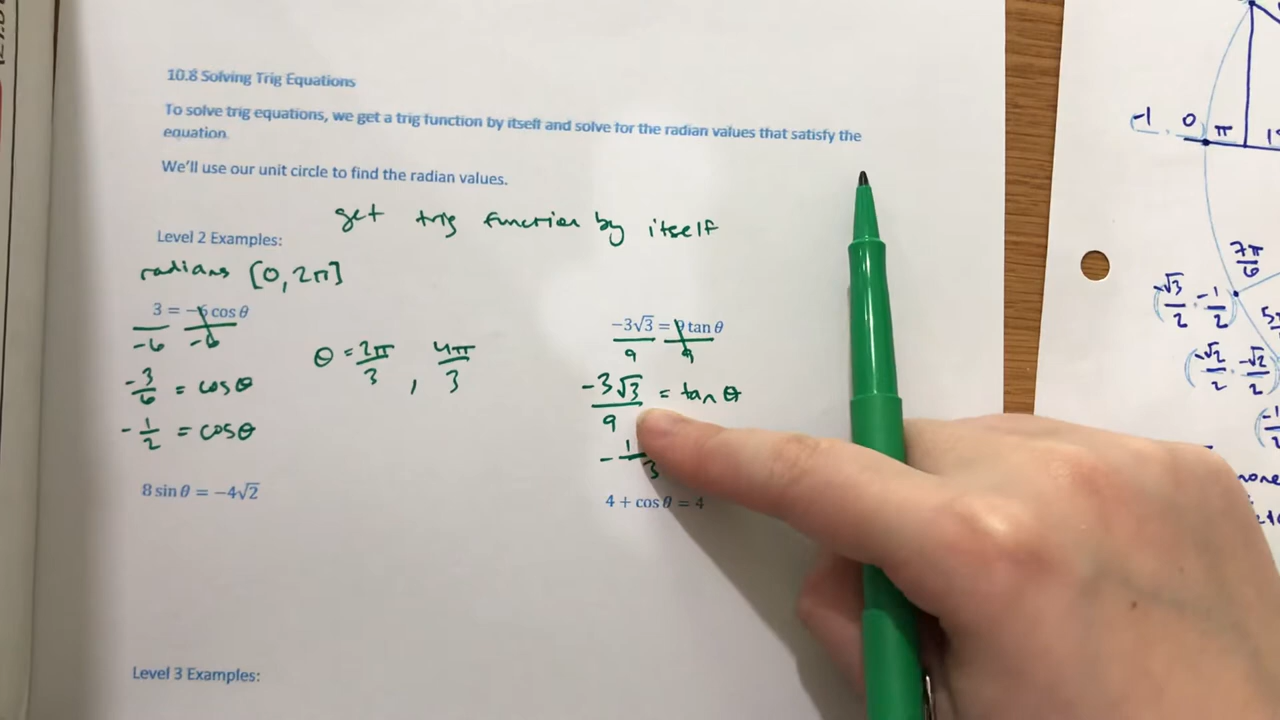 10.8 Solving Trig Equations
To solve trig equations, we get a trig function by itself and solve for the radian values that satisfy the
equation
We'll use our unit circle to find the radian values.
get trig function by itself
Level 2 Examples:
radians [0, 2π]
3 = -6 cos θ
-6 -6
-3/6 = cos θ
-1/2 = cos θ
θ = 2π/3 , 4π/3
-3√3 = 9 tan θ
9 9
-3√3/9 = tan θ
-1 3
8 sin θ = -4√2
4 + cos θ = 4
Level 3 Examples:
-1 0
π
7π/6
(-√3/2 , -1/2)
(-√2/2 , -√2/2)